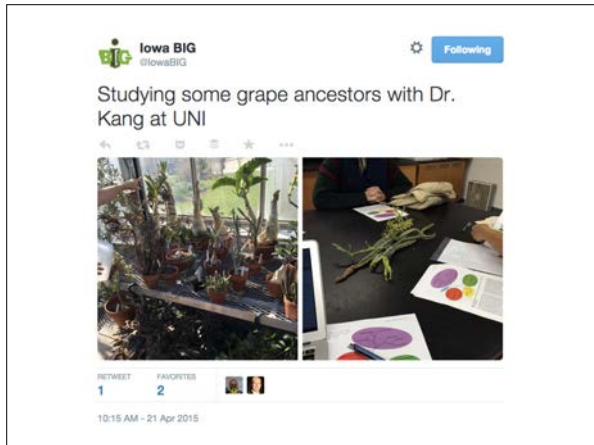 BIG
Iowa BIG
@IowaBIG
Following
Studying some grape ancestors with Dr.
Kang at UNI
RETWEET
1
FAVORITES
2
10:15 AM - 21 Apr 2015